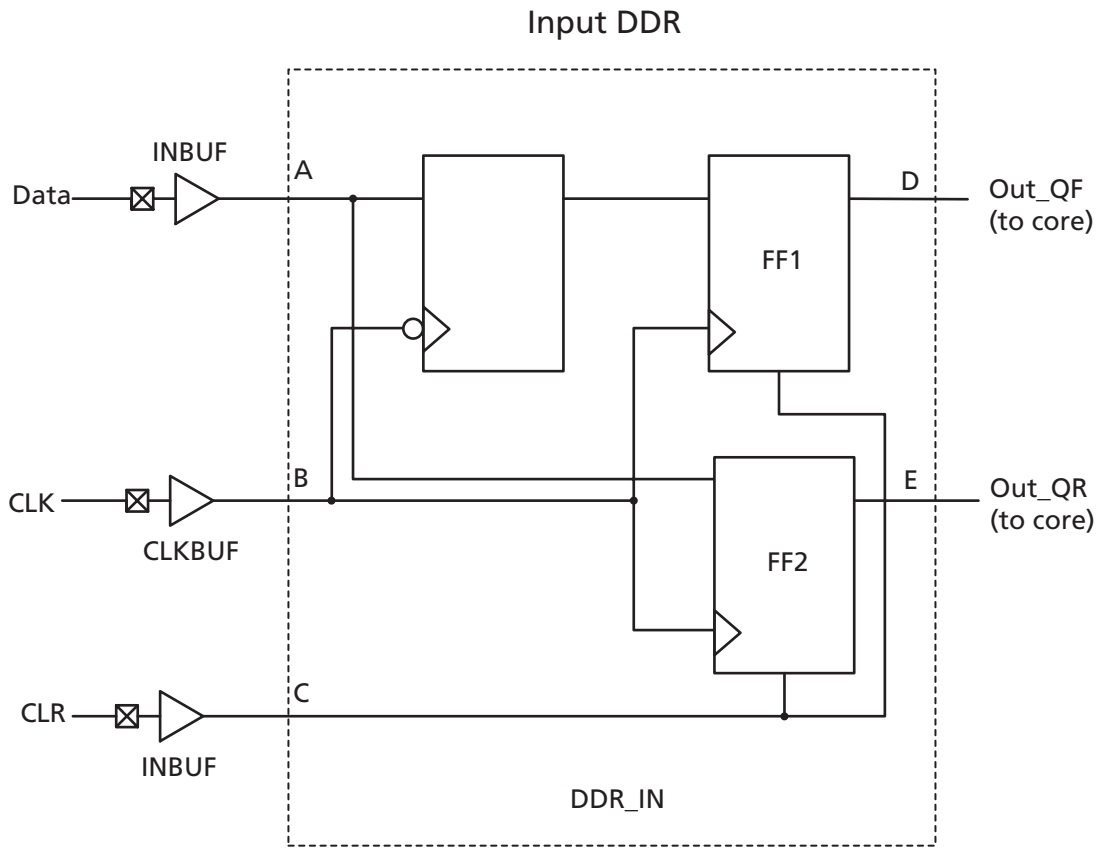 Input DDR
INBUF
A
Data
D
Out_QF
(to core)
FF1
B
E
CLK
Out_QR
(to core)
CLKBUF
FF2
C
CLR
INBUF
DDR_IN